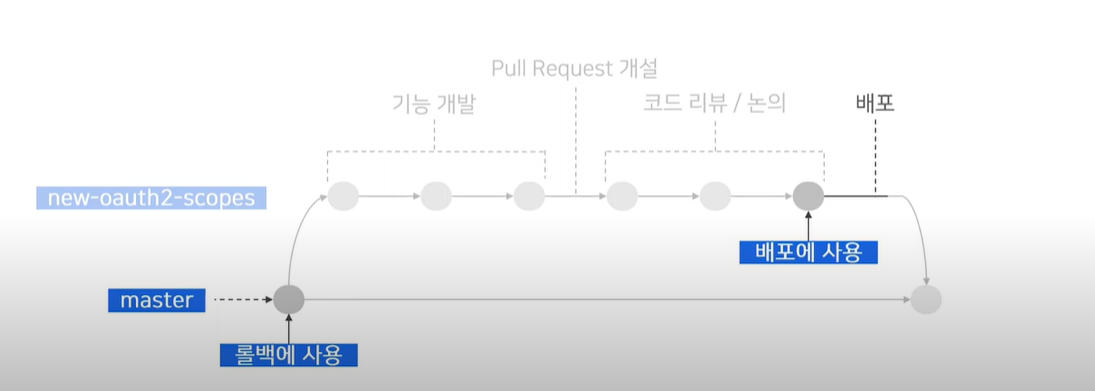 Pull Request 개설
기능 개발
코드 리뷰 / 논의
배포
new-oauth2-scopes
배포에 사용
master
롤백에 사용